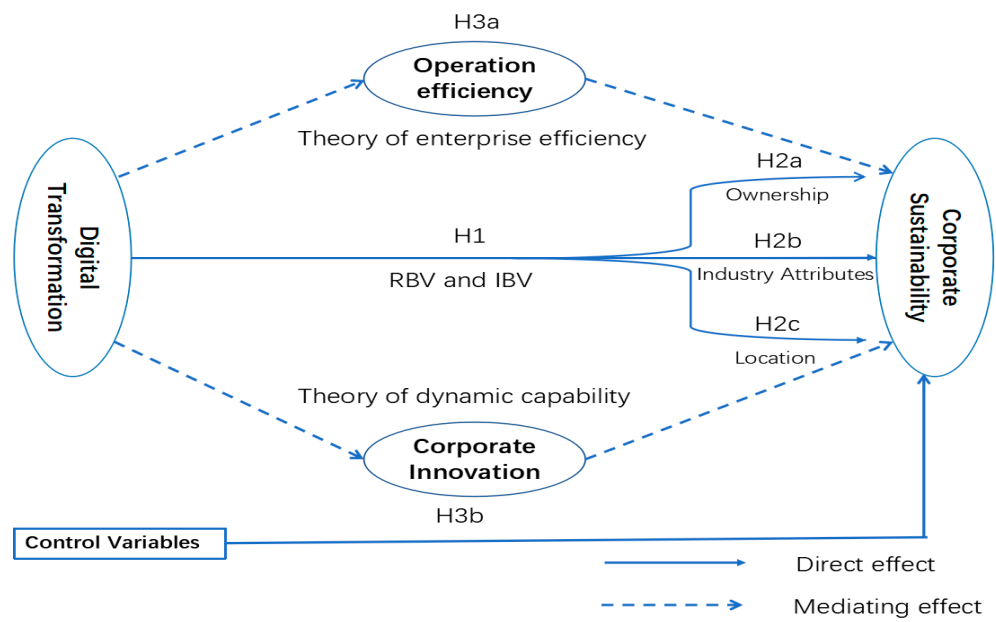 H3a
Operation
efficiency
Theory of enterprise efficiency
H2a
Ownership
Digital
Transformation
H1
RBV and IBV
H2b
Industry Attributes
Corporate
Sustainability
H2c
Location
Theory of dynamic capability
Corporate
Innovation
H3b
Control Variables
Direct effect
Mediating effect